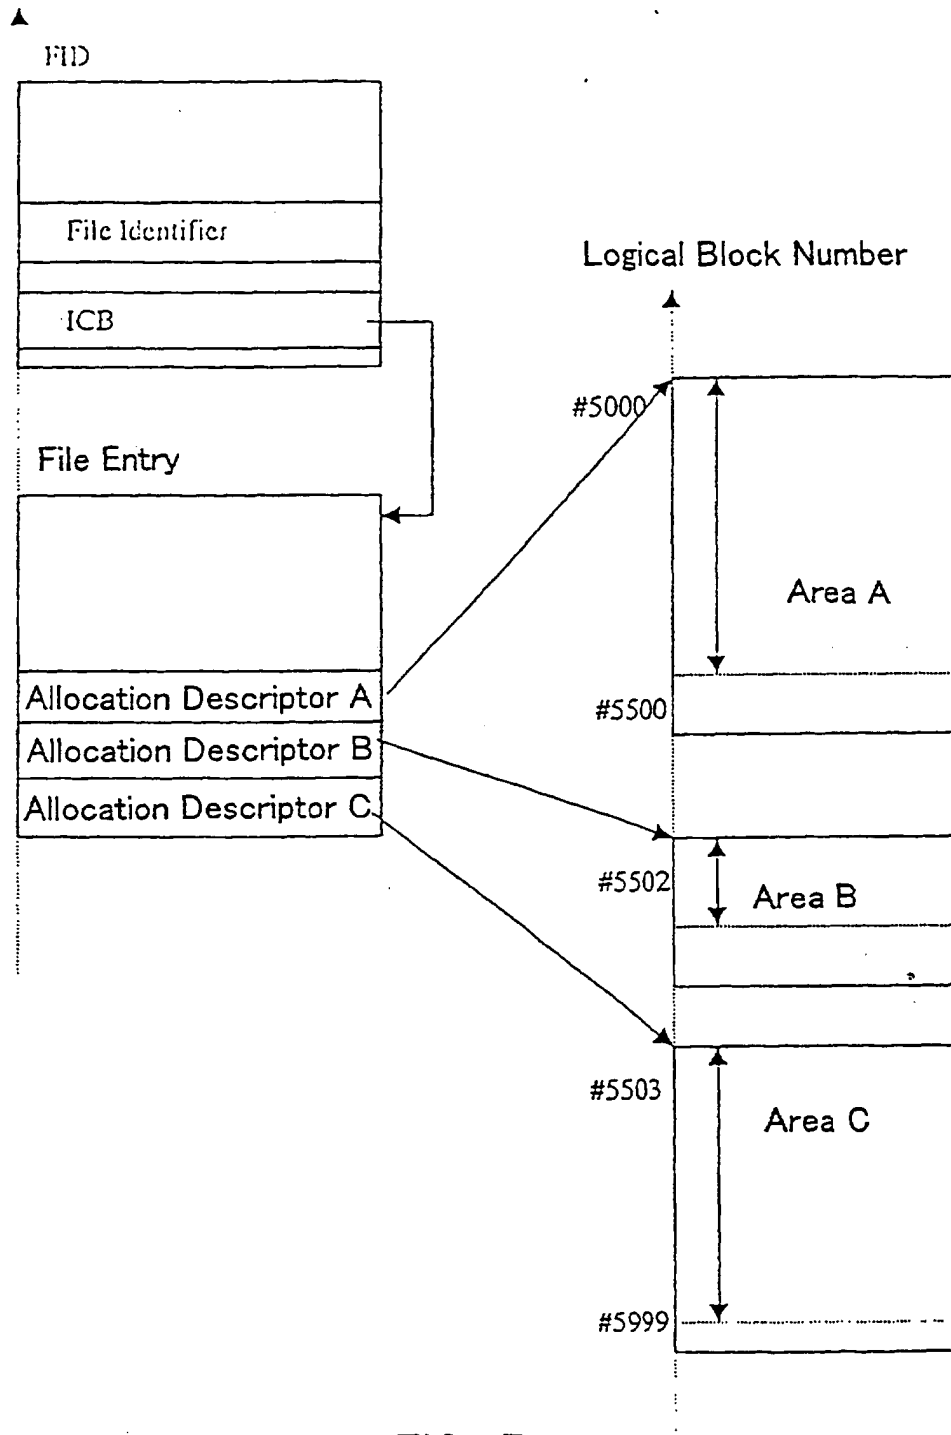 FID
File Identifier
ICB
File Entry
Allocation Descriptor A
Allocation Descriptor B
Allocation Descriptor C
Logical Block Number
#5000
Area A
#5500
#5502
Area B
#5503
Area C
#5999